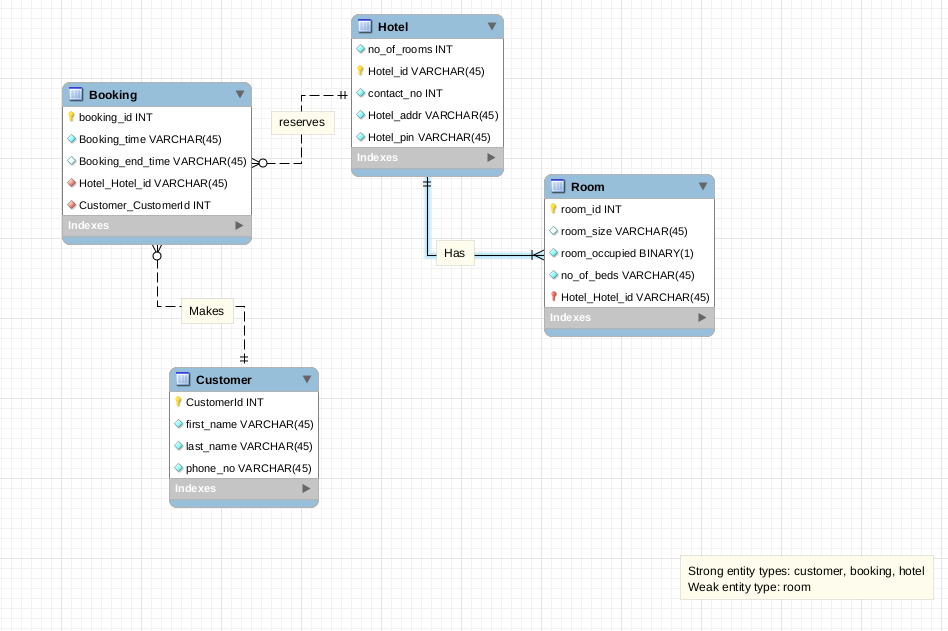 Hotel
no_of_rooms INT
Hotel_id VARCHAR(45)
contact_no INT
Hotel_addr VARCHAR(45)
Hotel_pin VARCHAR(45)
Indexes
Booking
booking_id INT
Booking_time VARCHAR(45)
Booking_end_time VARCHAR(45)
Hotel_Hotel_id VARCHAR(45)
Customer_CustomerId INT
Indexes
reserves
Room
room_id INT
room_size VARCHAR(45)
room_occupied BINARY(1)
no_of_beds VARCHAR(45)
Hotel_Hotel_id VARCHAR(45)
Indexes
Has
Makes
Customer
CustomerId INT
first_name VARCHAR(45)
last_name VARCHAR(45)
phone_no VARCHAR(45)
Indexes
Strong entity types: customer, booking, hotel
Weak entity type: room